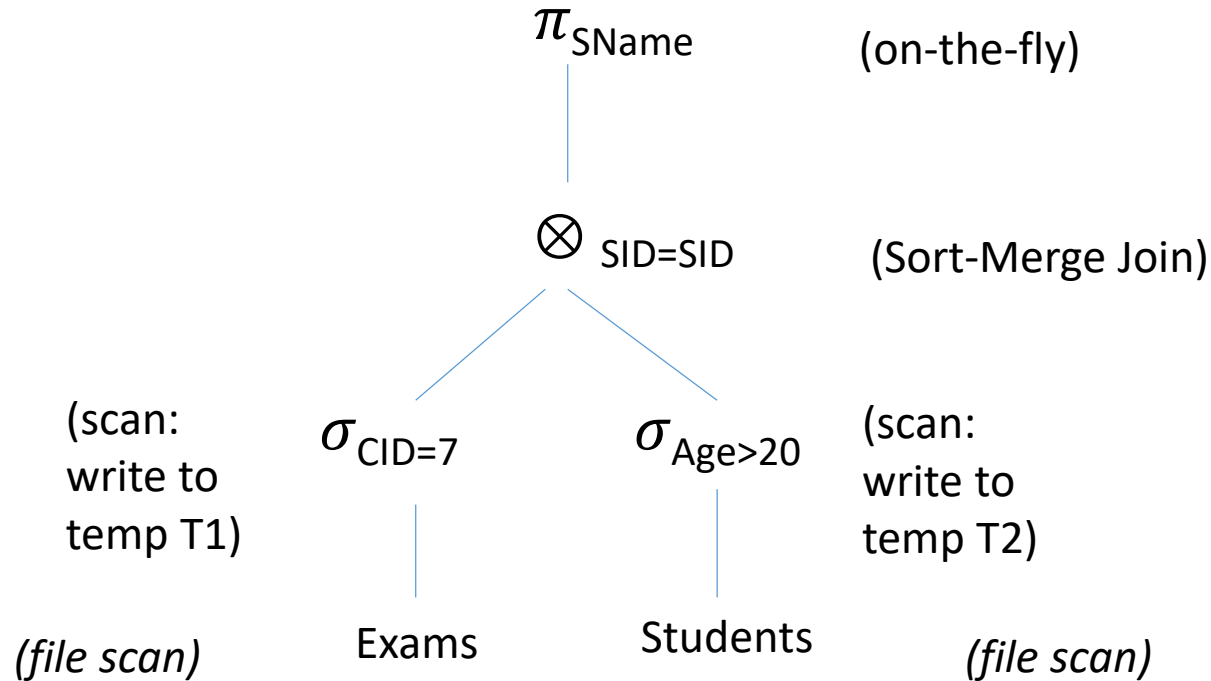 π SName (on-the-fly)
⊗ SID=SID (Sort-Merge Join)
(scan:
write to
temp T1)
σ CID=7
σ Age>20
(scan:
write to
temp T2)
(file scan)
Exams
Students
(file scan)